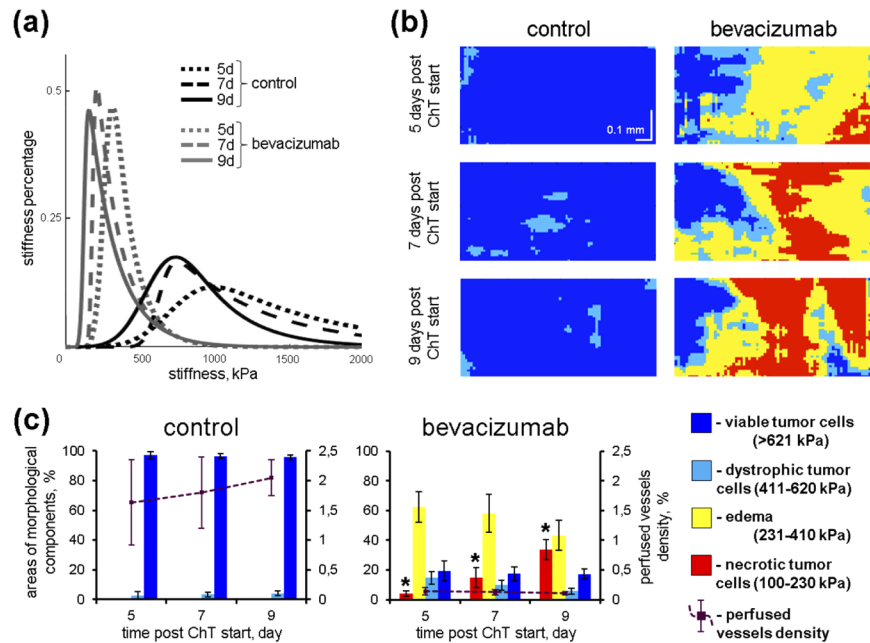 (a)
stiffness percentage
0.5
0.25
0
500
1000
1500
2000
stiffness, kPa
5d
7d
9d
control
5d
7d
9d
bevacizumab
(b)
control
bevacizumab
5 days post
ChT start
0.1 mm
7 days post
ChT start
9 days post
ChT start
(c)
control
areas of morphological
components, %
100
80
60
40
20
0
2,5
2
1,5
1
0,5
0
5
7
9
time post ChT start, day
bevacizumab
100
80
60
40
20
0
*
*
*
2,5
2
1,5
1
0,5
0
perfused vessels
density, %
5
7
9
time post ChT start, day
- viable tumor cells
(>621 kPa)
- dystrophic tumor
cells (411-620 kPa)
- edema
(231-410 kPa)
- necrotic tumor
cells (100-230 kPa)
- perfused
vessels density